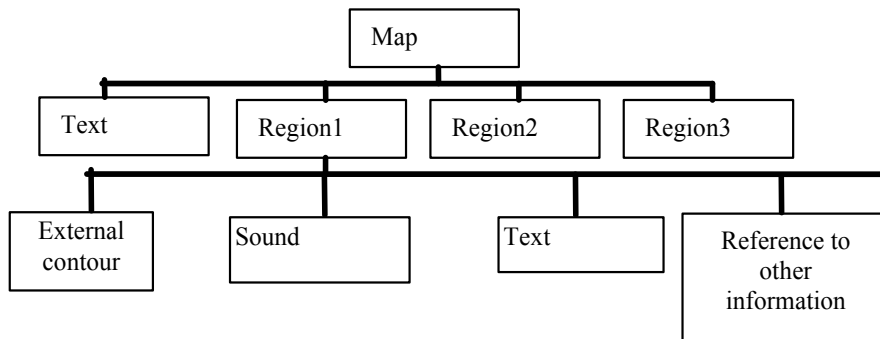 Map
Text
Region1
Region2
Region3
External
contour
Sound
Text
Reference to
other
information